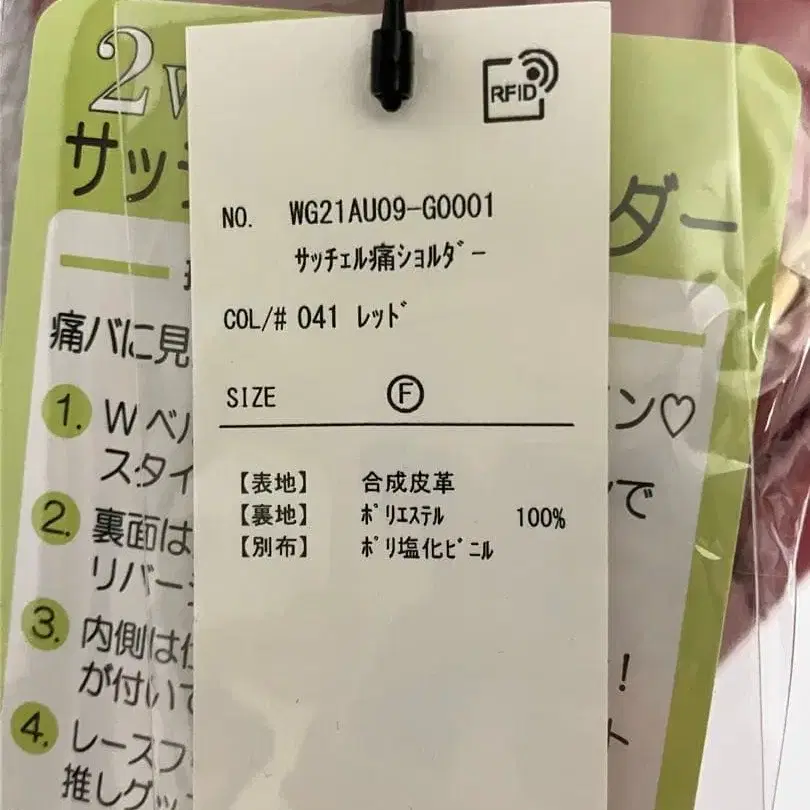 RFID
NO. WG21AU09-G0001
ｻｯﾁｪﾙ痛ｼｮﾙﾀﾞｰ
COL/# 041 ﾚｯﾄﾞ
SIZE Ⓕ
【表地】 合成皮革
【裏地】 ﾎﾟﾘｴｽﾃﾙ 100%
【別布】 ﾎﾟﾘ塩化ﾋﾞﾆﾙ
2
サッ
ダー
痛バに見
ン♡
1. Wベル
スタイ
で
2. 裏面は
リバー
3. 内側は
が付いて
!
4. レースフ
ト
推しグッ